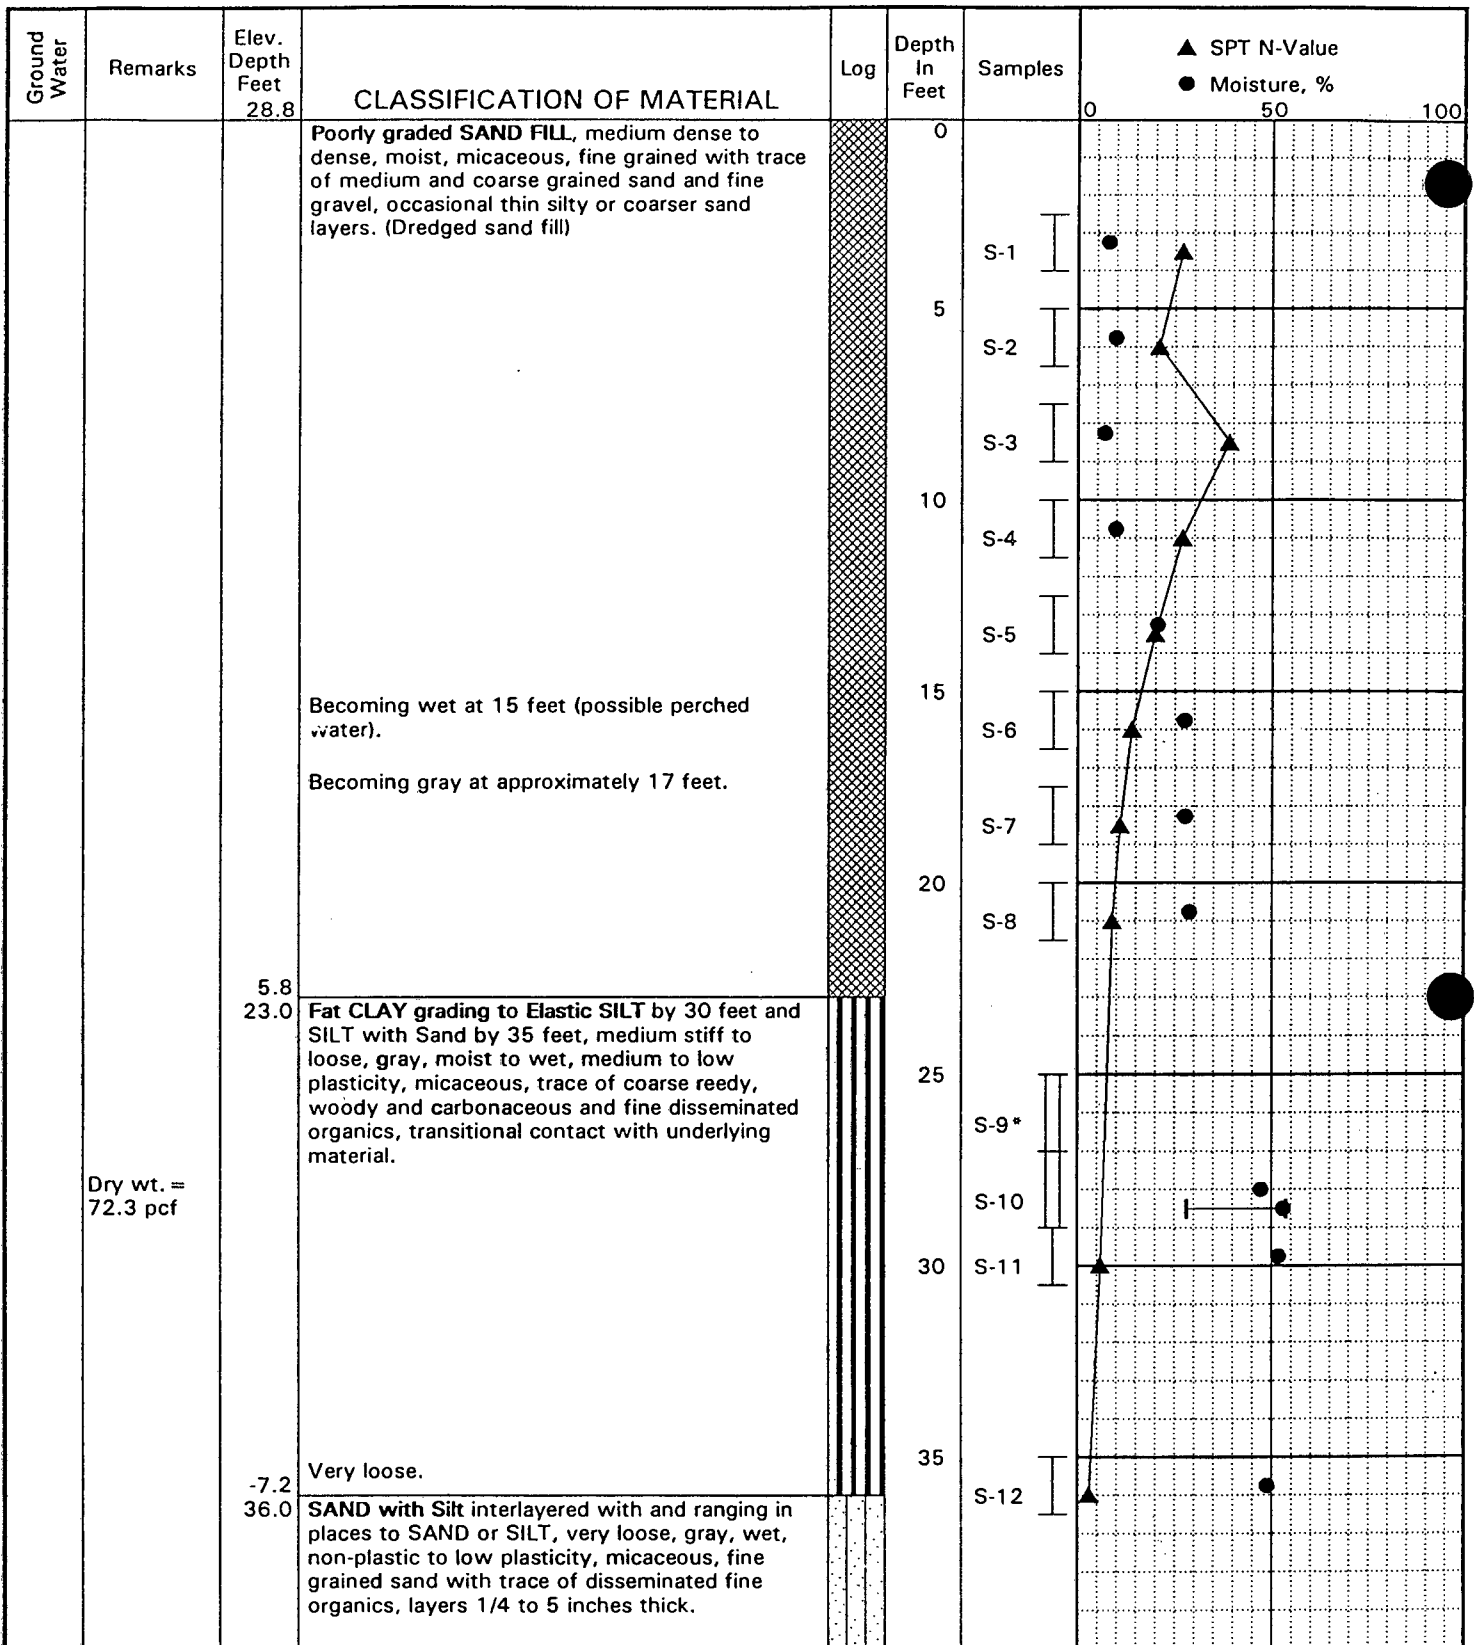 Ground
Water
Remarks
Elev.
Depth
Feet
28.8
CLASSIFICATION OF MATERIAL
Log
Depth
In
Feet
Samples
▲ SPT N-Value
● Moisture, %
0 50 100
Poorly graded SAND FILL, medium dense to
dense, moist, micaceous, fine grained with trace
of medium and coarse grained sand and fine
gravel, occasional thin silty or coarser sand
layers. (Dredged sand fill)
Becoming wet at 15 feet (possible perched
water).
Becoming gray at approximately 17 feet.
5.8
23.0
Fat CLAY grading to Elastic SILT by 30 feet and
SILT with Sand by 35 feet, medium stiff to
loose, gray, moist to wet, medium to low
plasticity, micaceous, trace of coarse reedy,
woody and carbonaceous and fine disseminated
organics, transitional contact with underlying
material.
Dry wt. =
72.3 pcf
Very loose.
-7.2
36.0
SAND with Silt interlayered with and ranging in
places to SAND or SILT, very loose, gray, wet,
non-plastic to low plasticity, micaceous, fine
grained sand with trace of disseminated fine
organics, layers 1/4 to 5 inches thick.
0
5
10
15
20
25
30
35
S-1
S-2
S-3
S-4
S-5
S-6
S-7
S-8
S-9*
S-10
S-11
S-12